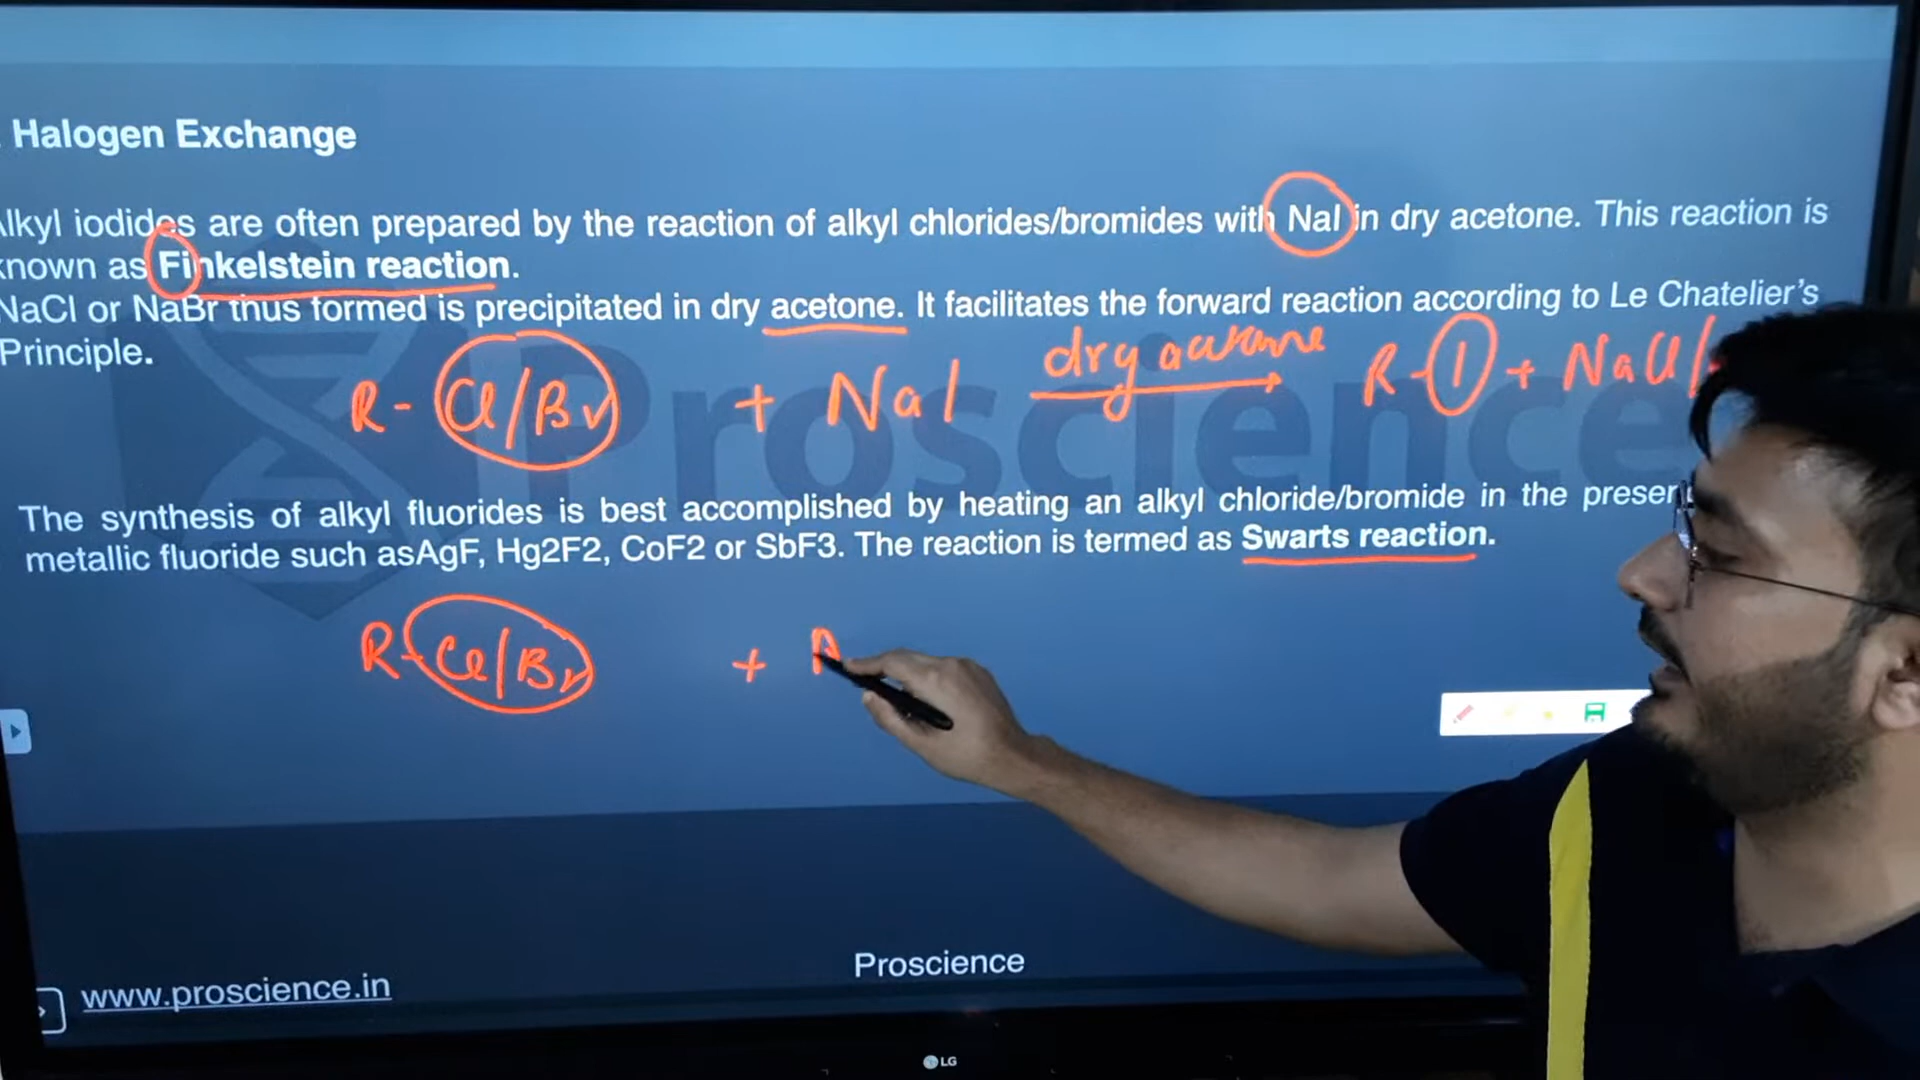 Halogen Exchange
lkyl iodides are often prepared by the reaction of alkyl chlorides/bromides with NaI in dry acetone. This reaction is
known as Finkelstein reaction.
NaCl or NaBr thus formed is precipitated in dry acetone. It facilitates the forward reaction according to Le Chatelier's
Principle.
R - Cl/Br + NaI dry acetone R - I + NaCl/
Proscience
The synthesis of alkyl fluorides is best accomplished by heating an alkyl chloride/bromide in the presen
metallic fluoride such asAgF, Hg2F2, CoF2 or SbF3. The reaction is termed as Swarts reaction.
R - Cl/Br + A
Proscience
www.proscience.in
LG